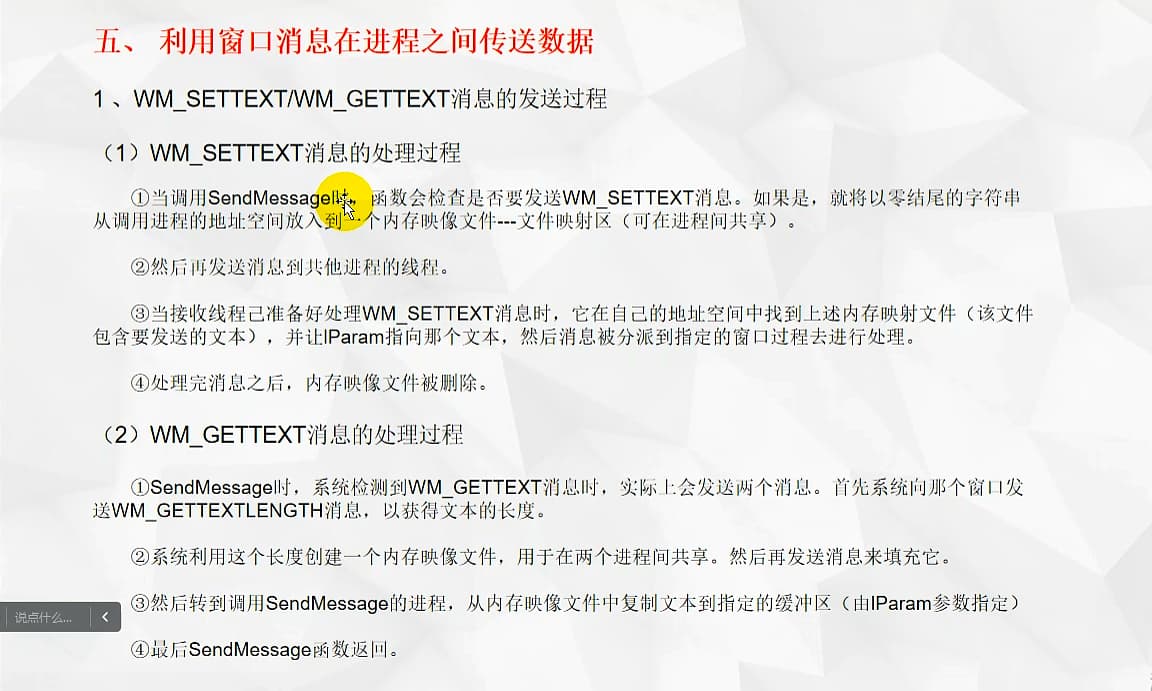 五、 利用窗口消息在进程之间传送数据
1 、WM_SETTEXT/WM_GETTEXT消息的发送过程
（1）WM_SETTEXT消息的处理过程
①当调用SendMessage时，函数会检查是否要发送WM_SETTEXT消息。如果是，就将以零结尾的字符串
从调用进程的地址空间放入到一个内存映像文件---文件映射区（可在进程间共享）。
②然后再发送消息到共他进程的线程。
③当接收线程己准备好处理WM_SETTEXT消息时，它在自己的地址空间中找到上述内存映射文件（该文件
包含要发送的文本），并让lParam指向那个文本，然后消息被分派到指定的窗口过程去进行处理。
④处理完消息之后，内存映像文件被删除。
（2）WM_GETTEXT消息的处理过程
①SendMessage时，系统检测到WM_GETTEXT消息时，实际上会发送两个消息。首先系统向那个窗口发
送WM_GETTEXTLENGTH消息，以获得文本的长度。
②系统利用这个长度创建一个内存映像文件，用于在两个进程间共享。然后再发送消息来填充它。
③然后转到调用SendMessage的进程，从内存映像文件中复制文本到指定的缓冲区（由lParam参数指定）
说点什么...
④最后SendMessage函数返回。